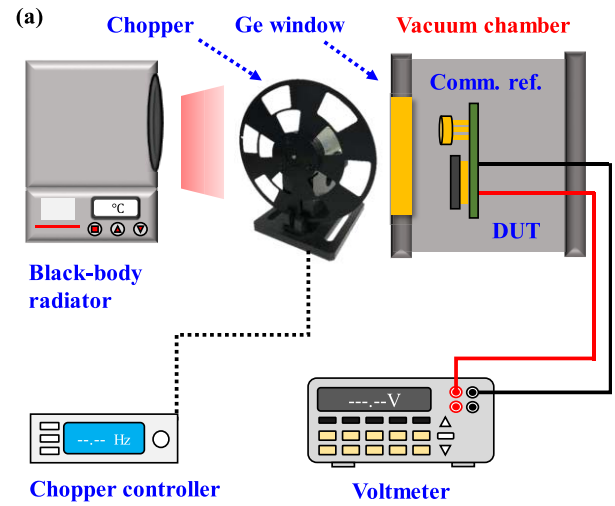 (a)
Chopper
Ge window
Vacuum chamber
Comm. ref.
°C
DUT
Black-body
radiator
---.--V
--.-- Hz
Chopper controller
Voltmeter